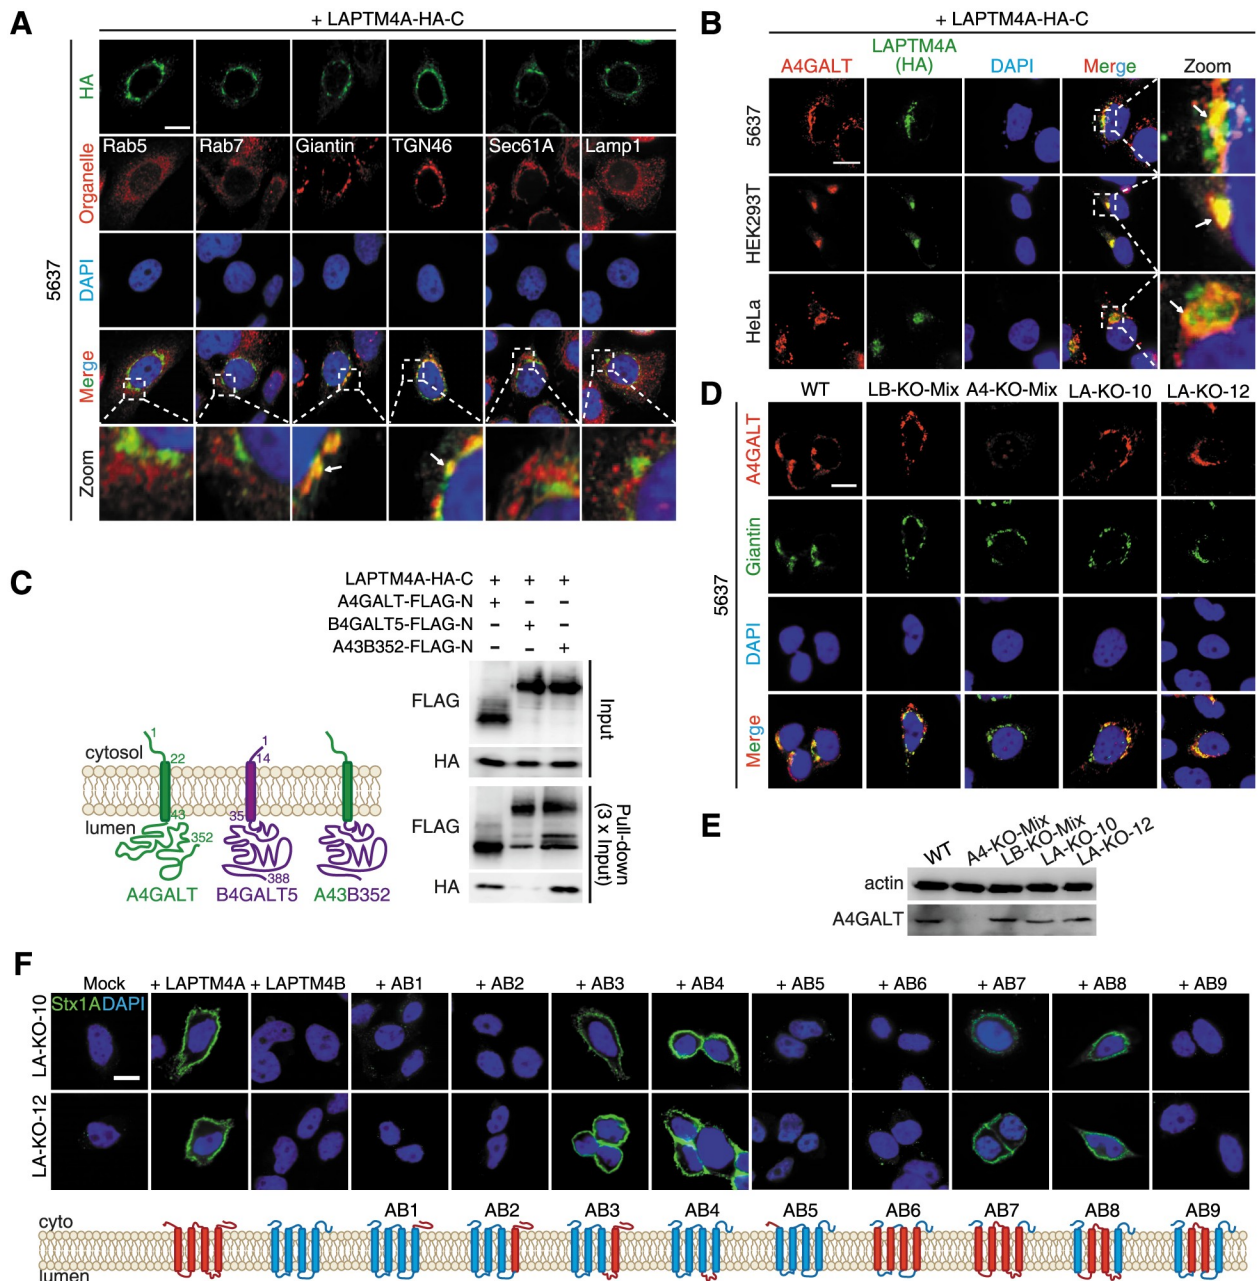 A
+ LAPTM4A-HA-C
5637
HA
Organelle
Rab5 Rab7 Giantin TGN46 Sec61A Lamp1
DAPI
Merge
Zoom
B
+ LAPTM4A-HA-C
A4GALT LAPTM4A (HA) DAPI Merge Zoom
5637
HEK293T
HeLa
C
LAPTM4A-HA-C + + +
A4GALT-FLAG-N + – –
B4GALT5-FLAG-N – + –
A43B352-FLAG-N – – +
FLAG
HA
Input
FLAG
HA
Pull-down
(3 x Input)
cytosol
lumen
1 22 43 352
1 14 35 388
A4GALT B4GALT5 A43B352
D
WT LB-KO-Mix A4-KO-Mix LA-KO-10 LA-KO-12
5637
A4GALT
Giantin
DAPI
Merge
E
WT A4-KO-Mix LB-KO-Mix LA-KO-10 LA-KO-12
actin
A4GALT
F
Mock + LAPTM4A + LAPTM4B + AB1 + AB2 + AB3 + AB4 + AB5 + AB6 + AB7 + AB8 + AB9
Stx1A DAPI
LA-KO-10
LA-KO-12
AB1 AB2 AB3 AB4 AB5 AB6 AB7 AB8 AB9
cyto
lumen